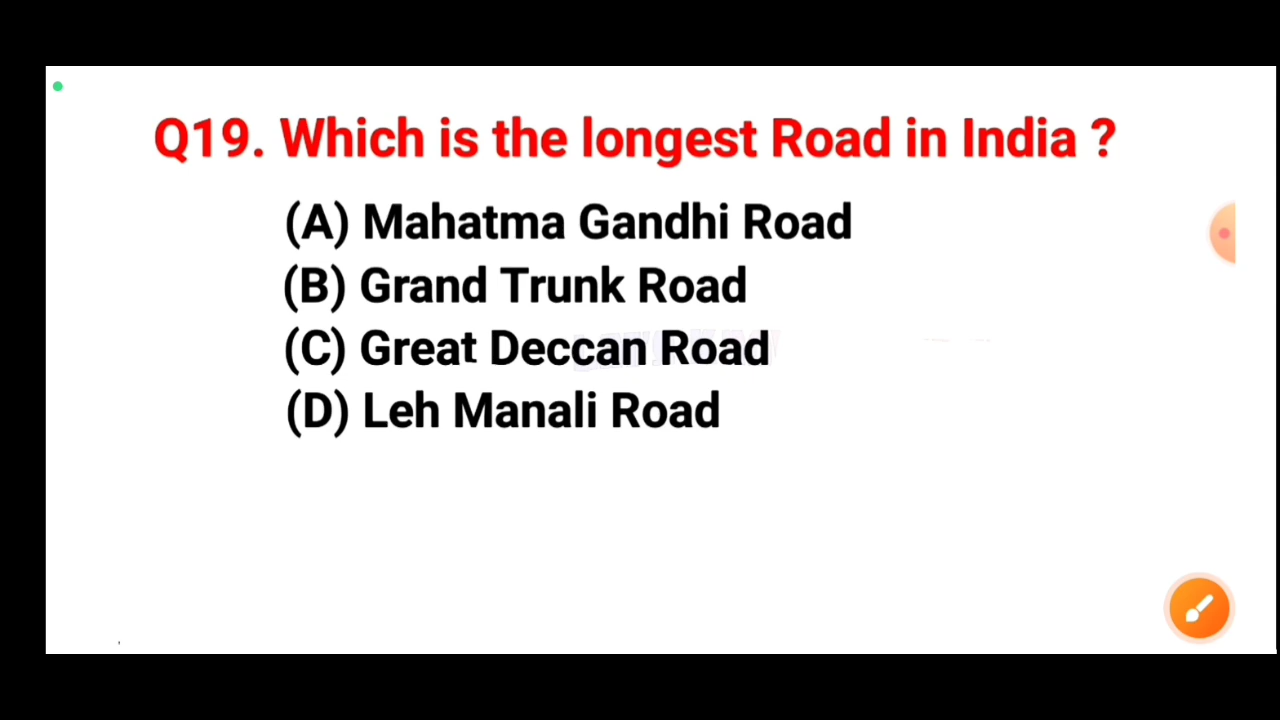 Q19. Which is the longest Road in India ?
(A) Mahatma Gandhi Road
(B) Grand Trunk Road
(C) Great Deccan Road
(D) Leh Manali Road